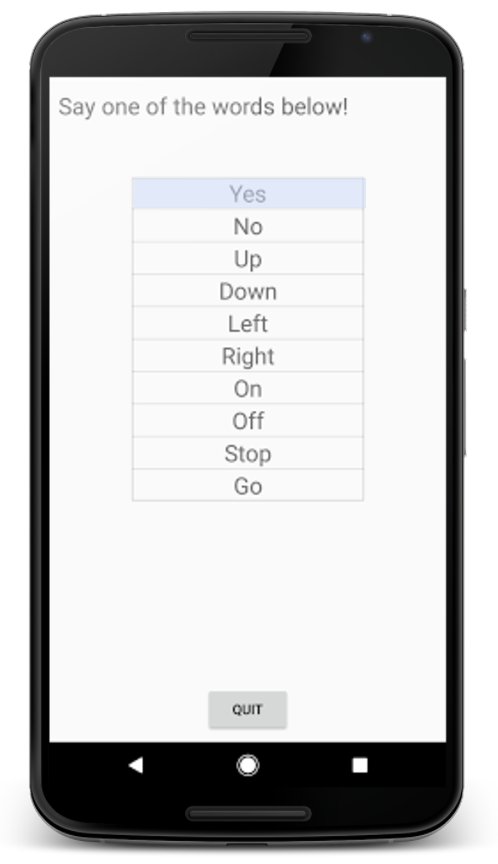 Say one of the words below!
Yes
No
Up
Down
Left
Right
On
Off
Stop
Go
QUIT